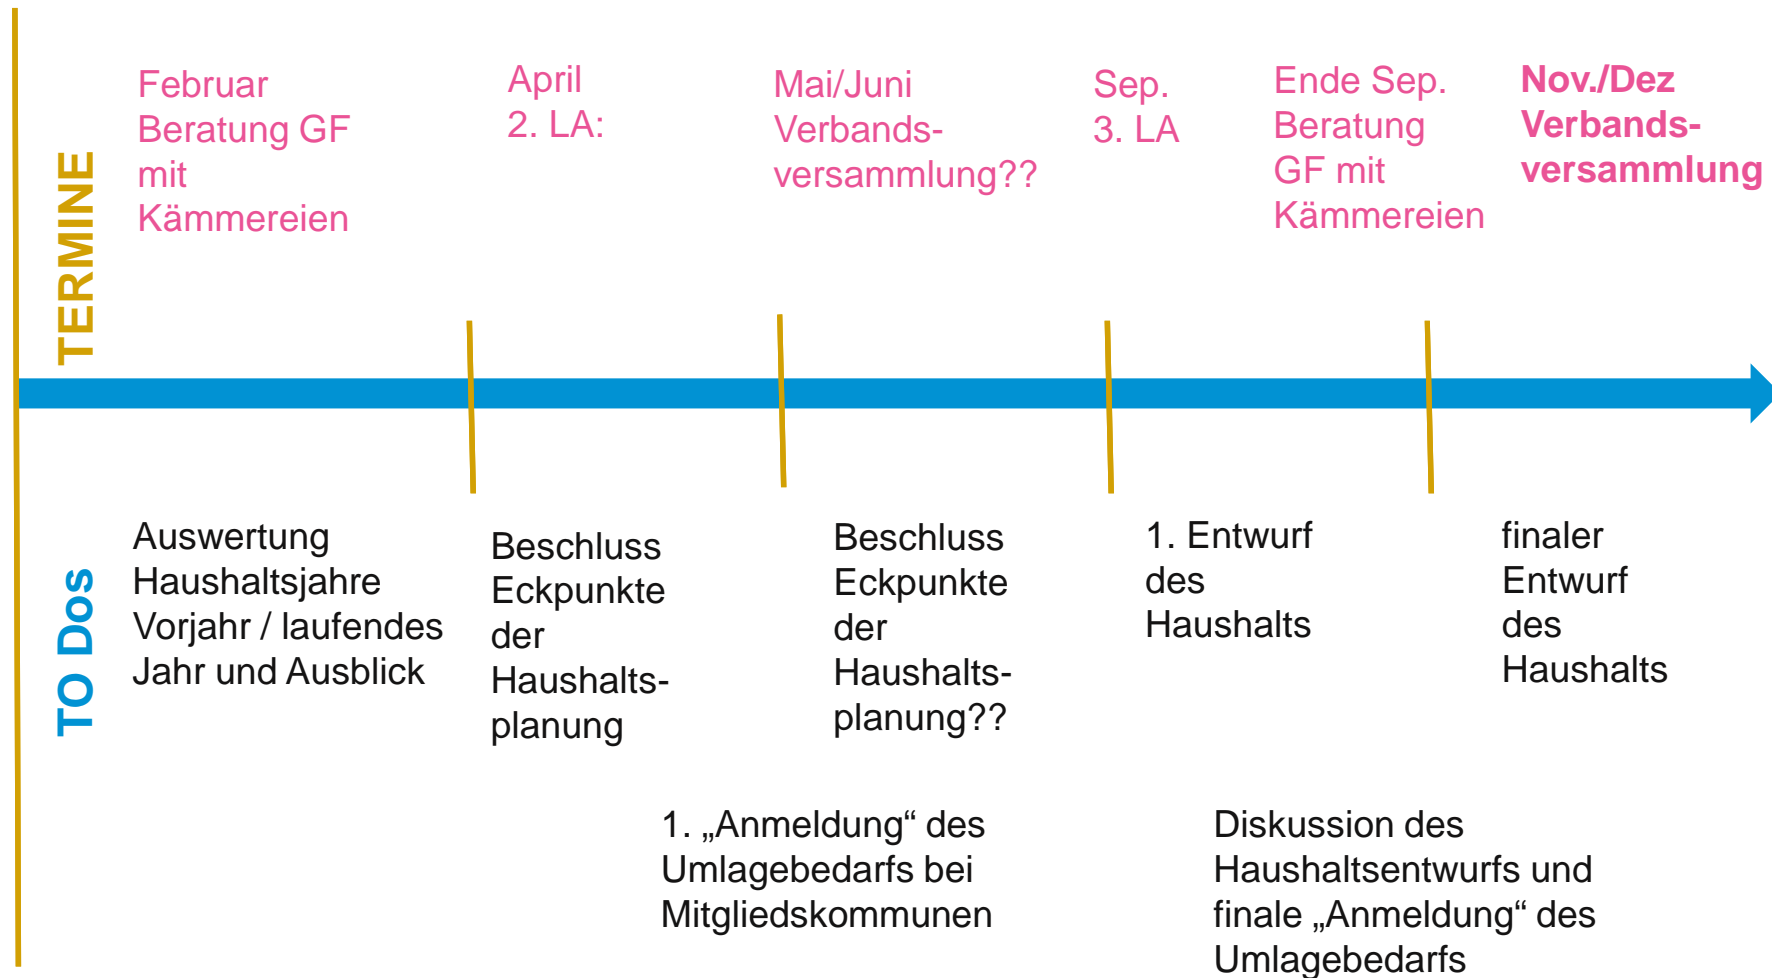 TERMINE
Februar
Beratung GF
mit
Kämmereien
April
2. LA:
Mai/Juni
Verbands-
versammlung??
Sep.
3. LA
Ende Sep.
Beratung
GF mit
Kämmereien
Nov./Dez
Verbands-
versammlung
TO Dos
Auswertung
Haushaltsjahre
Vorjahr / laufendes
Jahr und Ausblick
Beschluss
Eckpunkte
der
Haushalts-
planung
Beschluss
Eckpunkte
der
Haushalts-
planung??
1. Entwurf
des
Haushalts
finaler
Entwurf
des
Haushalts
1. „Anmeldung“ des
Umlagebedarfs bei
Mitgliedskommunen
Diskussion des
Haushaltsentwurfs und
finale „Anmeldung“ des
Umlagebedarfs